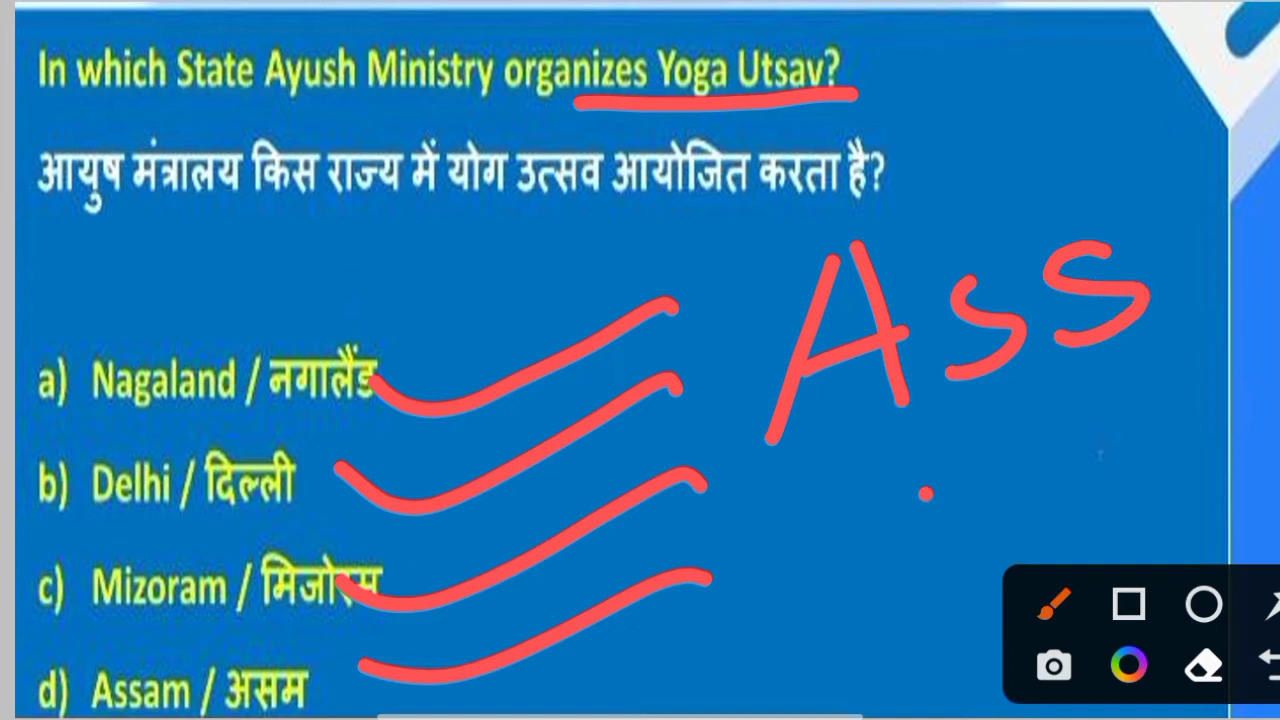 In which State Ayush Ministry organizes Yoga Utsav?
आयुष मंत्रालय किस राज्य में योग उत्सव आयोजित करता है?
a) Nagaland / नगालैंड
b) Delhi / दिल्ली
c) Mizoram / मिजोरम
d) Assam / असम
Ass